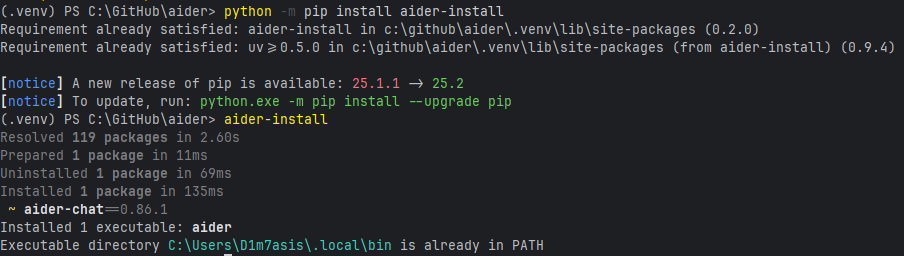 (.venv) PS C:\GitHub\aider> python -m pip install aider-install
Requirement already satisfied: aider-install in c:\github\aider\.venv\lib\site-packages (0.2.0)
Requirement already satisfied: uv>=0.5.0 in c:\github\aider\.venv\lib\site-packages (from aider-install) (0.9.4)
[notice] A new release of pip is available: 25.1.1 -> 25.2
[notice] To update, run: python.exe -m pip install --upgrade pip
(.venv) PS C:\GitHub\aider> aider-install
Resolved 119 packages in 2.60s
Prepared 1 package in 11ms
Uninstalled 1 package in 69ms
Installed 1 package in 135ms
~ aider-chat==0.86.1
Installed 1 executable: aider
Executable directory C:\Users\D1m7asis\.local\bin is already in PATH